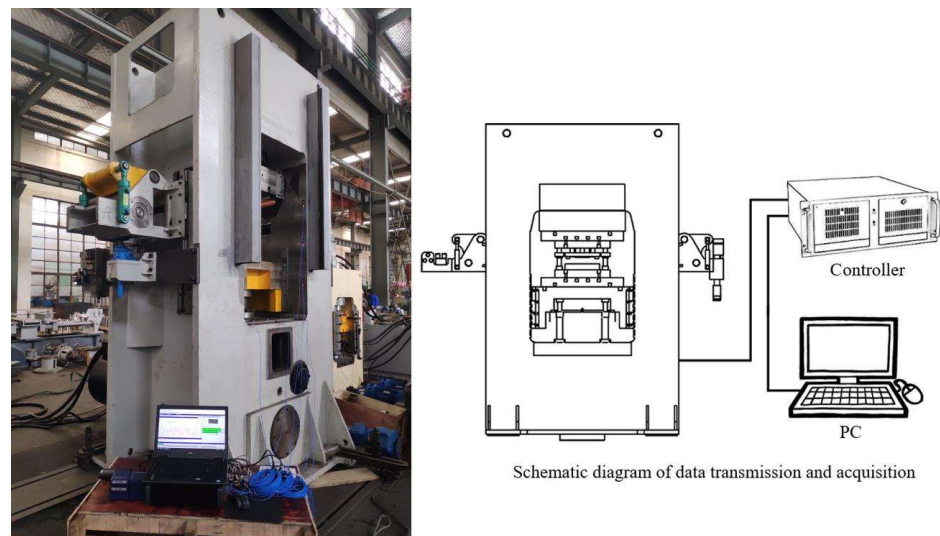 Controller
PC
Schematic diagram of data transmission and acquisition